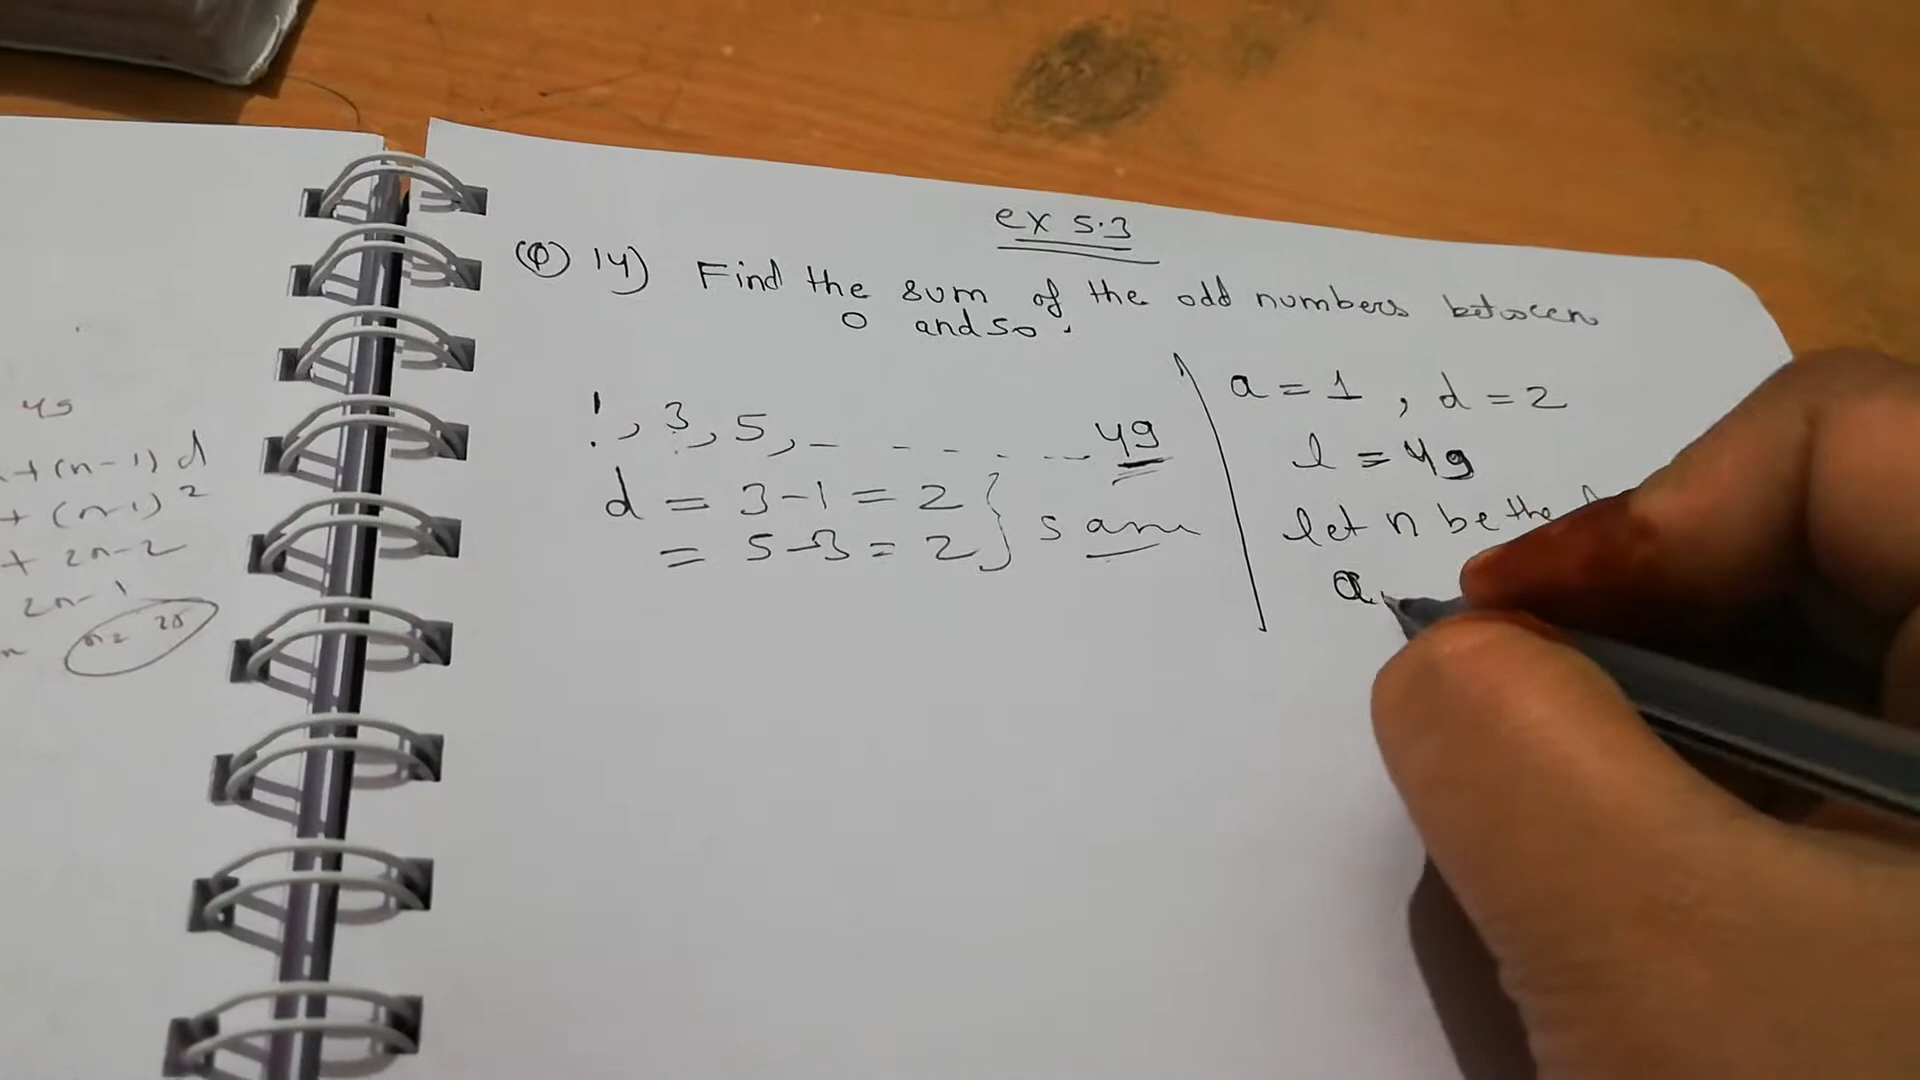 45
+(n-1)d
+(n-1)2
+ 2n-2
2n-1
n=25
ex 5.3
Q 14) Find the sum of the odd numbers between
0 and 50.
1, 3, 5, - - - - - - - 49
d = 3-1 = 2
= 5-3 = 2 } sam
a = 1 , d = 2
l = 49
let n be the
a